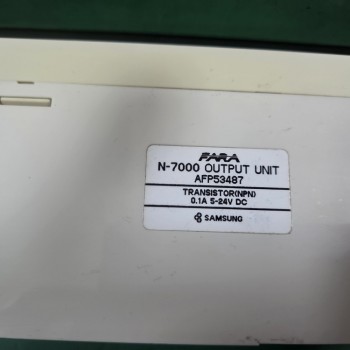 FARA
N-7000 OUTPUT UNIT
AFP53487
TRANSISTOR(NPN)
0.1A 5-24V DC
SAMSUNG